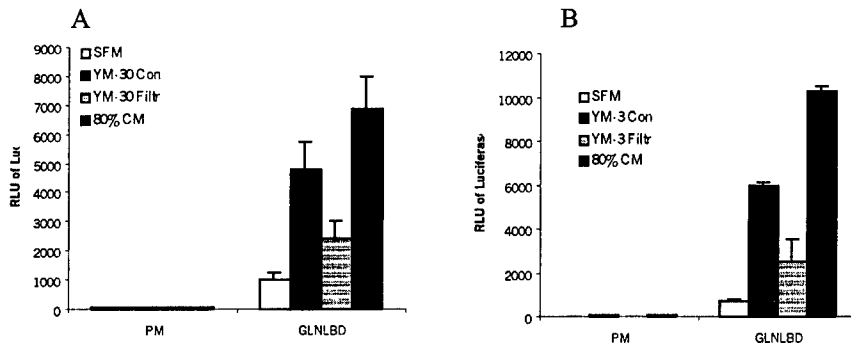 A
9000
8000
7000
6000
5000
4000
3000
2000
1000
0
RLU of Luc
SFM
YM-30 Con
YM-30 Filtr
80% CM
PM
GLNLBD
B
12000
10000
8000
6000
4000
2000
0
RLU of Luciferas
SFM
YM-3 Con
YM-3 Filtr
80% CM
PM
GLNLBD